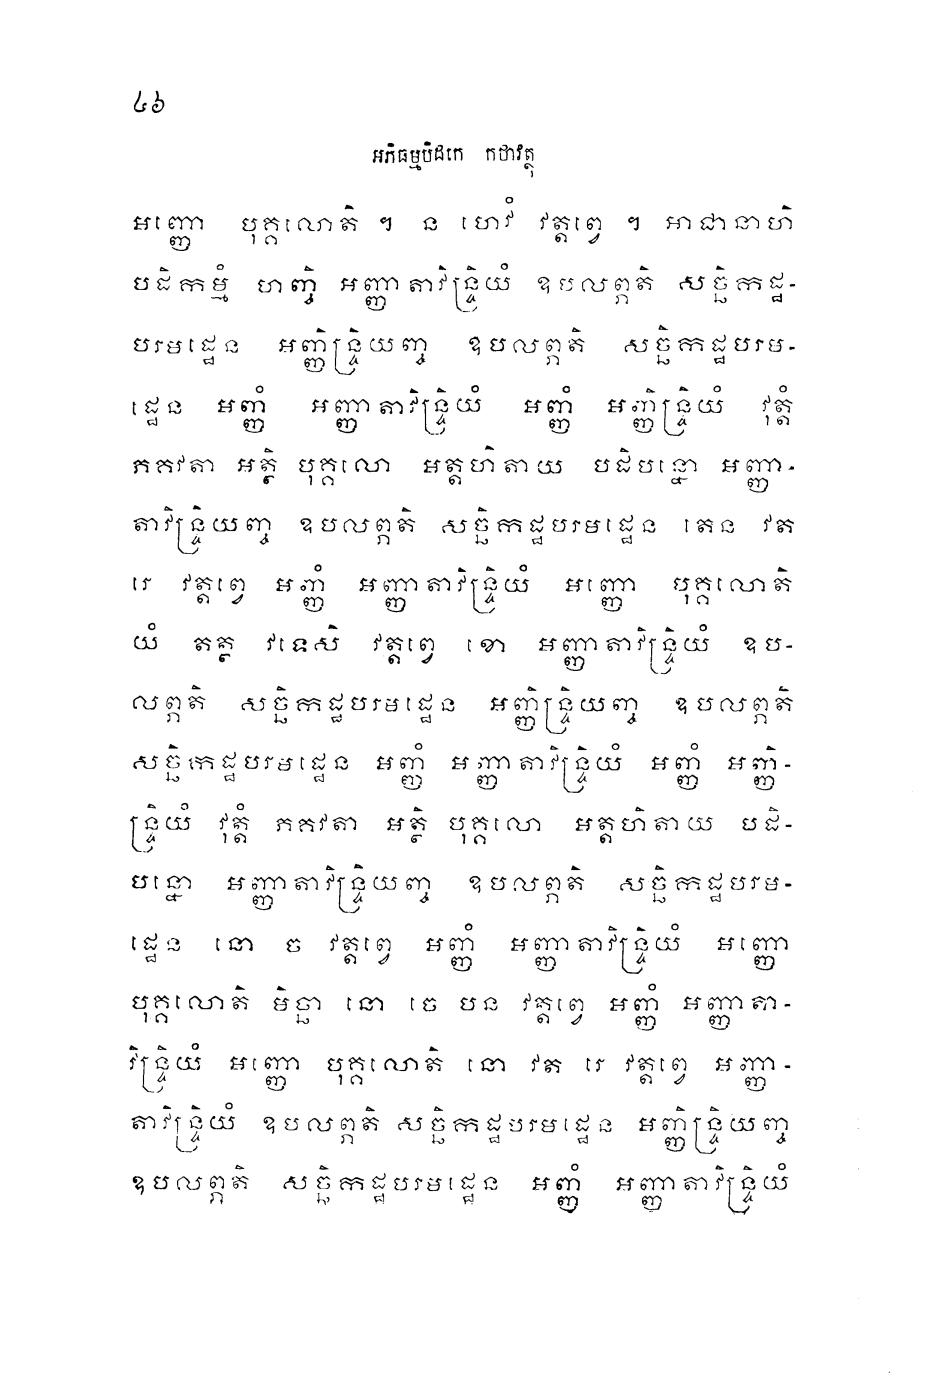 ៤៦
អភិធម្មបិដកេ កថាវត្ថុ
អញ្ញោ បុគ្គលោតិ ។ ន ហេវំ វត្តព្វេ ។ អាជានាហិ
បដិកម្មំ ហញ្ចិ អញ្ញាតាវិន្ទ្រិយំ ឧបលព្ភតិ សច្ឆិកដ្ឋ-
បរមដ្ឋេន អញ្ញិន្ទ្រិយញ្ច ឧបលព្ភតិ សច្ឆិកដ្ឋបរម-
ដ្ឋេន អញ្ញំ អញ្ញាតាវិន្ទ្រិយំ អញ្ញំ អញ្ញិន្ទ្រិយំ វុត្តំ
ភគវតា អត្ថិ បុគ្គលោ អត្តហិតាយ បដិបន្នោ អញ្ញា-
តាវិន្ទ្រិយញ្ច ឧបលព្ភតិ សច្ឆិកដ្ឋបរមដ្ឋេន តេន វត
រេ វត្តព្វេ អញ្ញំ អញ្ញាតាវិន្ទ្រិយំ អញ្ញោ បុគ្គលោតិ
យំ តត្ថ វទេសិ វត្តព្វេ ខោ អញ្ញាតាវិន្ទ្រិយំ ឧប-
លព្ភតិ សច្ឆិកដ្ឋបរមដ្ឋេន អញ្ញិន្ទ្រិយញ្ច ឧបលព្ភតិ
សច្ឆិកដ្ឋបរមដ្ឋេន អញ្ញំ អញ្ញាតាវិន្ទ្រិយំ អញ្ញំ អញ្ញិ-
ន្ទ្រិយំ វុត្តំ ភគវតា អត្ថិ បុគ្គលោ អត្តហិតាយ បដិ-
បន្នោ អញ្ញាតាវិន្ទ្រិយញ្ច ឧបលព្ភតិ សច្ឆិកដ្ឋបរម-
ដ្ឋេន នោ ច វត្តព្វេ អញ្ញំ អញ្ញាតាវិន្ទ្រិយំ អញ្ញោ
បុគ្គលោតិ មិច្ឆា នោ ចេ បន វត្តព្វេ អញ្ញំ អញ្ញាតា-
វិន្ទ្រិយំ អញ្ញោ បុគ្គលោតិ នោ វត រេ វត្តព្វេ អញ្ញា-
តាវិន្ទ្រិយំ ឧបលព្ភតិ សច្ឆិកដ្ឋបរមដ្ឋេន អញ្ញិន្ទ្រិយញ្ច
ឧបលព្ភតិ សច្ឆិកដ្ឋបរមដ្ឋេន អញ្ញំ អញ្ញាតាវិន្ទ្រិយំ